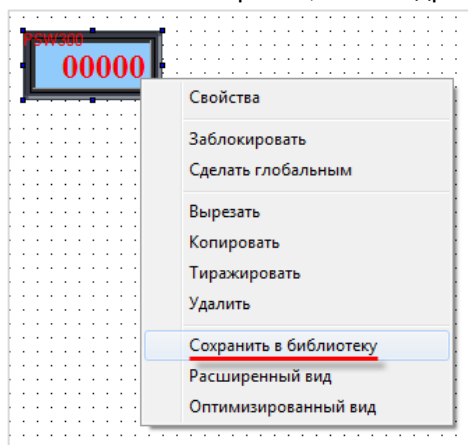 PSW300
00000
Свойства
Заблокировать
Сделать глобальным
Вырезать
Копировать
Тиражировать
Удалить
Сохранить в библиотеку
Расширенный вид
Оптимизированный вид